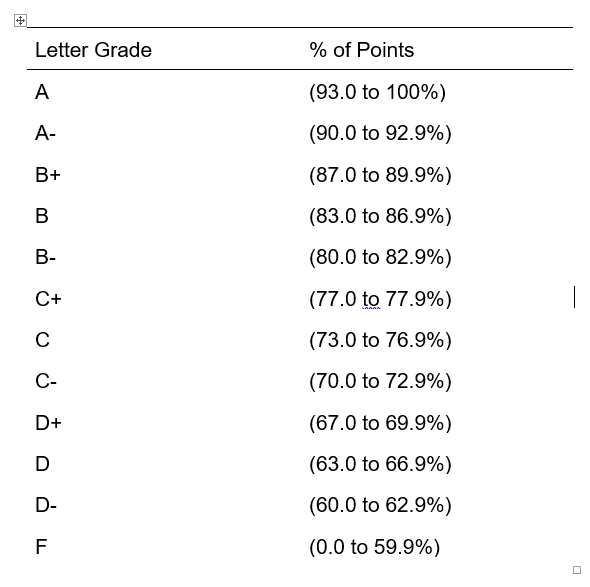 Letter Grade % of Points
A (93.0 to 100%)
A- (90.0 to 92.9%)
B+ (87.0 to 89.9%)
B (83.0 to 86.9%)
B- (80.0 to 82.9%)
C+ (77.0 to 77.9%)
C (73.0 to 76.9%)
C- (70.0 to 72.9%)
D+ (67.0 to 69.9%)
D (63.0 to 66.9%)
D- (60.0 to 62.9%)
F (0.0 to 59.9%)